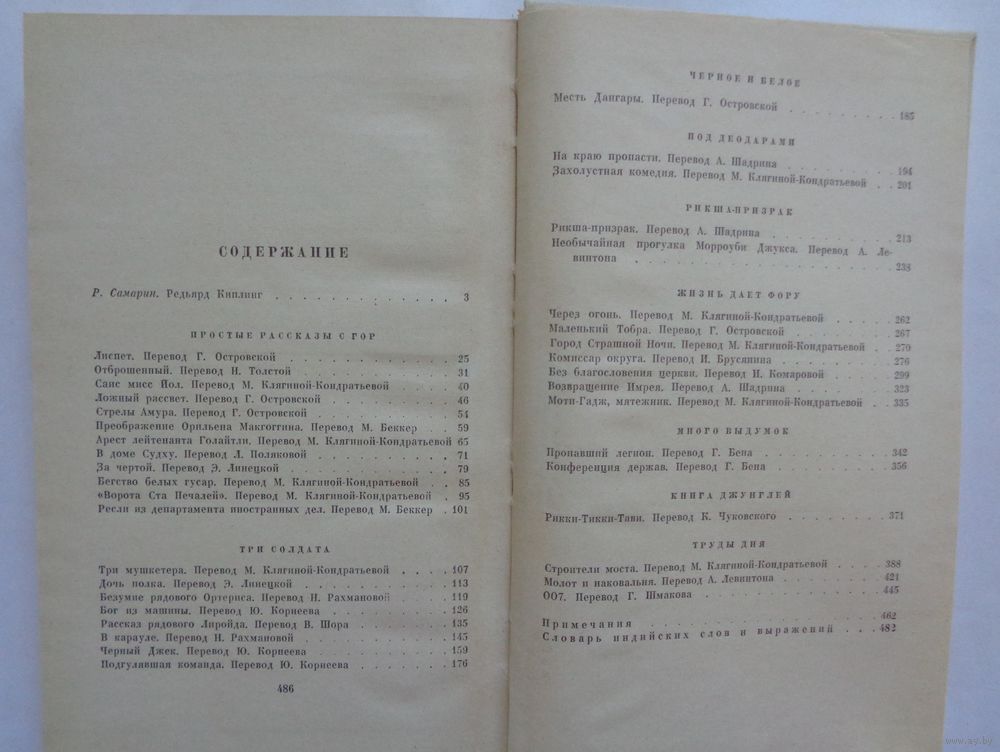 СОДЕРЖАНИЕ
Р. Самарин. Редьярд Киплинг . . . . . . . . . . . . . 3
ПРОСТЫЕ РАССКАЗЫ С ГОР
Лиспет. Перевод Г. Островской . . . . . . . . . . . 25
Отброшенный. Перевод Н. Толстой . . . . . . . . . . 31
Саис мисс Йол. Перевод М. Клягиной-Кондратьевой . . . . 40
Ложный рассвет. Перевод Г. Островской . . . . . . . . 46
Стрелы Амура. Перевод Г. Островской . . . . . . . . . 54
Преображение Орильена Макгоггина. Перевод М. Беккер . . . 59
Арест лейтенанта Голайтли. Перевод М. Клягиной-Кондратьевой 65
В доме Судху. Перевод Л. Поляковой . . . . . . . . . 71
За чертой. Перевод Э. Линецкой . . . . . . . . . . . 79
Бегство белых гусар. Перевод М. Клягиной-Кондратьевой . . . 85
«Ворота Ста Печалей». Перевод М. Клягиной-Кондратьевой . . 95
Ресли из департамента иностранных дел. Перевод М. Беккер . 101
ТРИ СОЛДАТА
Три мушкетера. Перевод М. Клягиной-Кондратьевой . . . . 107
Дочь полка. Перевод Э. Линецкой . . . . . . . . . . 113
Безумие рядового Ортериса. Перевод Н. Рахмановой . . . . 119
Бог из машины. Перевод Ю. Корнеева . . . . . . . . . 126
Рассказ рядового Лиройда. Перевод В. Шора . . . . . . . 135
В карауле. Перевод Н. Рахмановой . . . . . . . . . . 145
Черный Джек. Перевод Ю. Корнеева . . . . . . . . . . 159
Подгулявшая команда. Перевод Ю. Корнеева . . . . . . . 176
486
ЧЕРНОЕ И БЕЛОЕ
Месть Дангары. Перевод Г. Островской . . . . . . . . . 185
ПОД ДЕОДАРАМИ
На краю пропасти. Перевод А. Шадрина . . . . . . . . . 194
Захолустная комедия. Перевод М. Клягиной-Кондратьевой . . 201
РИКША-ПРИЗРАК
Рикша-призрак. Перевод А. Шадрина . . . . . . . . . . 213
Необычайная прогулка Морроуби Джукса. Перевод А. Ле-
винтона . . . . . . . . . . . . . . . . . . 238
ЖИЗНЬ ДАЕТ ФОРУ
Через огонь. Перевод М. Клягиной-Кондратьевой . . . . . 262
Маленький Тобра. Перевод Г. Островской . . . . . . . . 267
Город Страшной Ночи. Перевод М. Клягиной-Кондратьевой . . 270
Комиссар округа. Перевод И. Брусянина . . . . . . . . 276
Без благословения церкви. Перевод И. Комаровой . . . . . 299
Возвращение Имрея. Перевод А. Шадрина . . . . . . . . 323
Моти-Гадж, мятежник. Перевод М. Клягиной-Кондратьевой . . 335
МНОГО ВЫДУМОК
Пропавший легион. Перевод Г. Бена . . . . . . . . . . 342
Конференция держав. Перевод Г. Бена . . . . . . . . . 356
КНИГА ДЖУНГЛЕЙ
Рикки-Тикки-Тави. Перевод К. Чуковского . . . . . . . . 371
ТРУДЫ ДНЯ
Строители моста. Перевод М. Клягиной-Кондратьевой . . . . 388
Молот и наковальня. Перевод А. Левинтона . . . . . . . 421
007. Перевод Г. Шмакова . . . . . . . . . . . . . 445
Примечания . . . . . . . . . . . . . . . . . 462
Словарь индийских слов и выражений . . . 482
www.ay.by